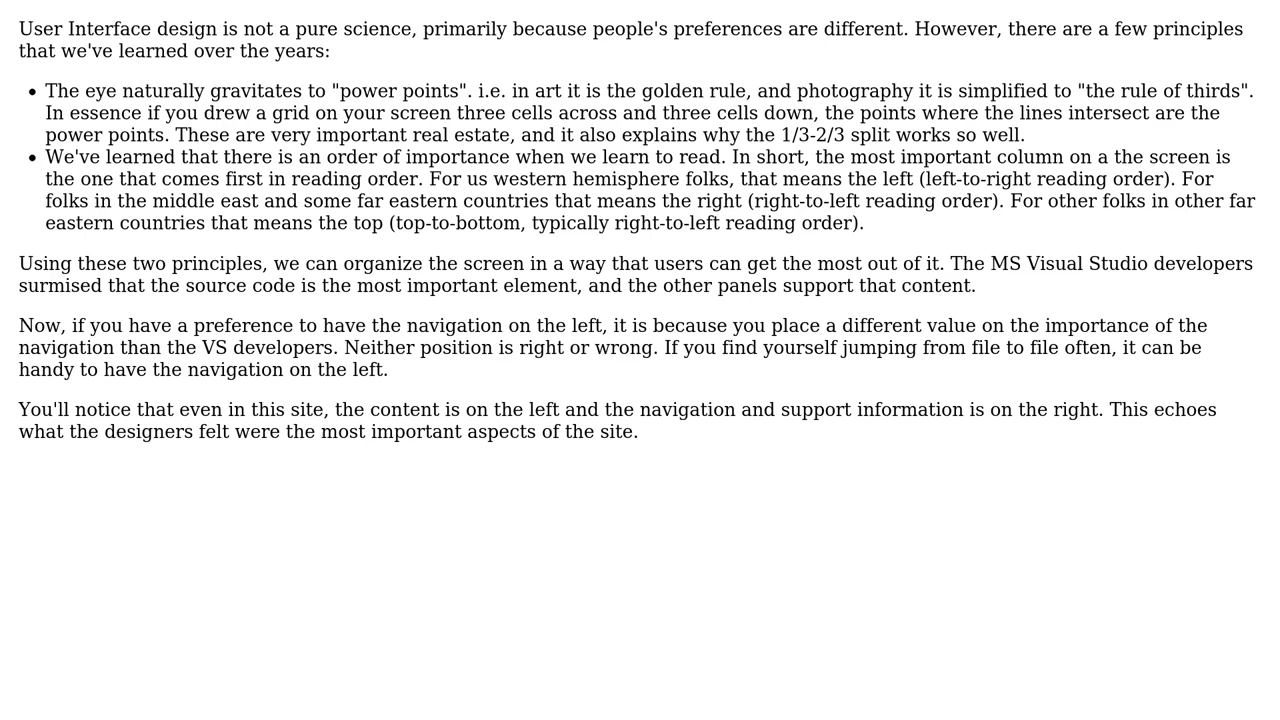 User Interface design is not a pure science, primarily because people's preferences are different. However, there are a few principles
that we've learned over the years:
• The eye naturally gravitates to "power points". i.e. in art it is the golden rule, and photography it is simplified to "the rule of thirds".
In essence if you drew a grid on your screen three cells across and three cells down, the points where the lines intersect are the
power points. These are very important real estate, and it also explains why the 1/3-2/3 split works so well.
• We've learned that there is an order of importance when we learn to read. In short, the most important column on a the screen is
the one that comes first in reading order. For us western hemisphere folks, that means the left (left-to-right reading order). For
folks in the middle east and some far eastern countries that means the right (right-to-left reading order). For other folks in other far
eastern countries that means the top (top-to-bottom, typically right-to-left reading order).
Using these two principles, we can organize the screen in a way that users can get the most out of it. The MS Visual Studio developers
surmised that the source code is the most important element, and the other panels support that content.
Now, if you have a preference to have the navigation on the left, it is because you place a different value on the importance of the
navigation than the VS developers. Neither position is right or wrong. If you find yourself jumping from file to file often, it can be
handy to have the navigation on the left.
You'll notice that even in this site, the content is on the left and the navigation and support information is on the right. This echoes
what the designers felt were the most important aspects of the site.